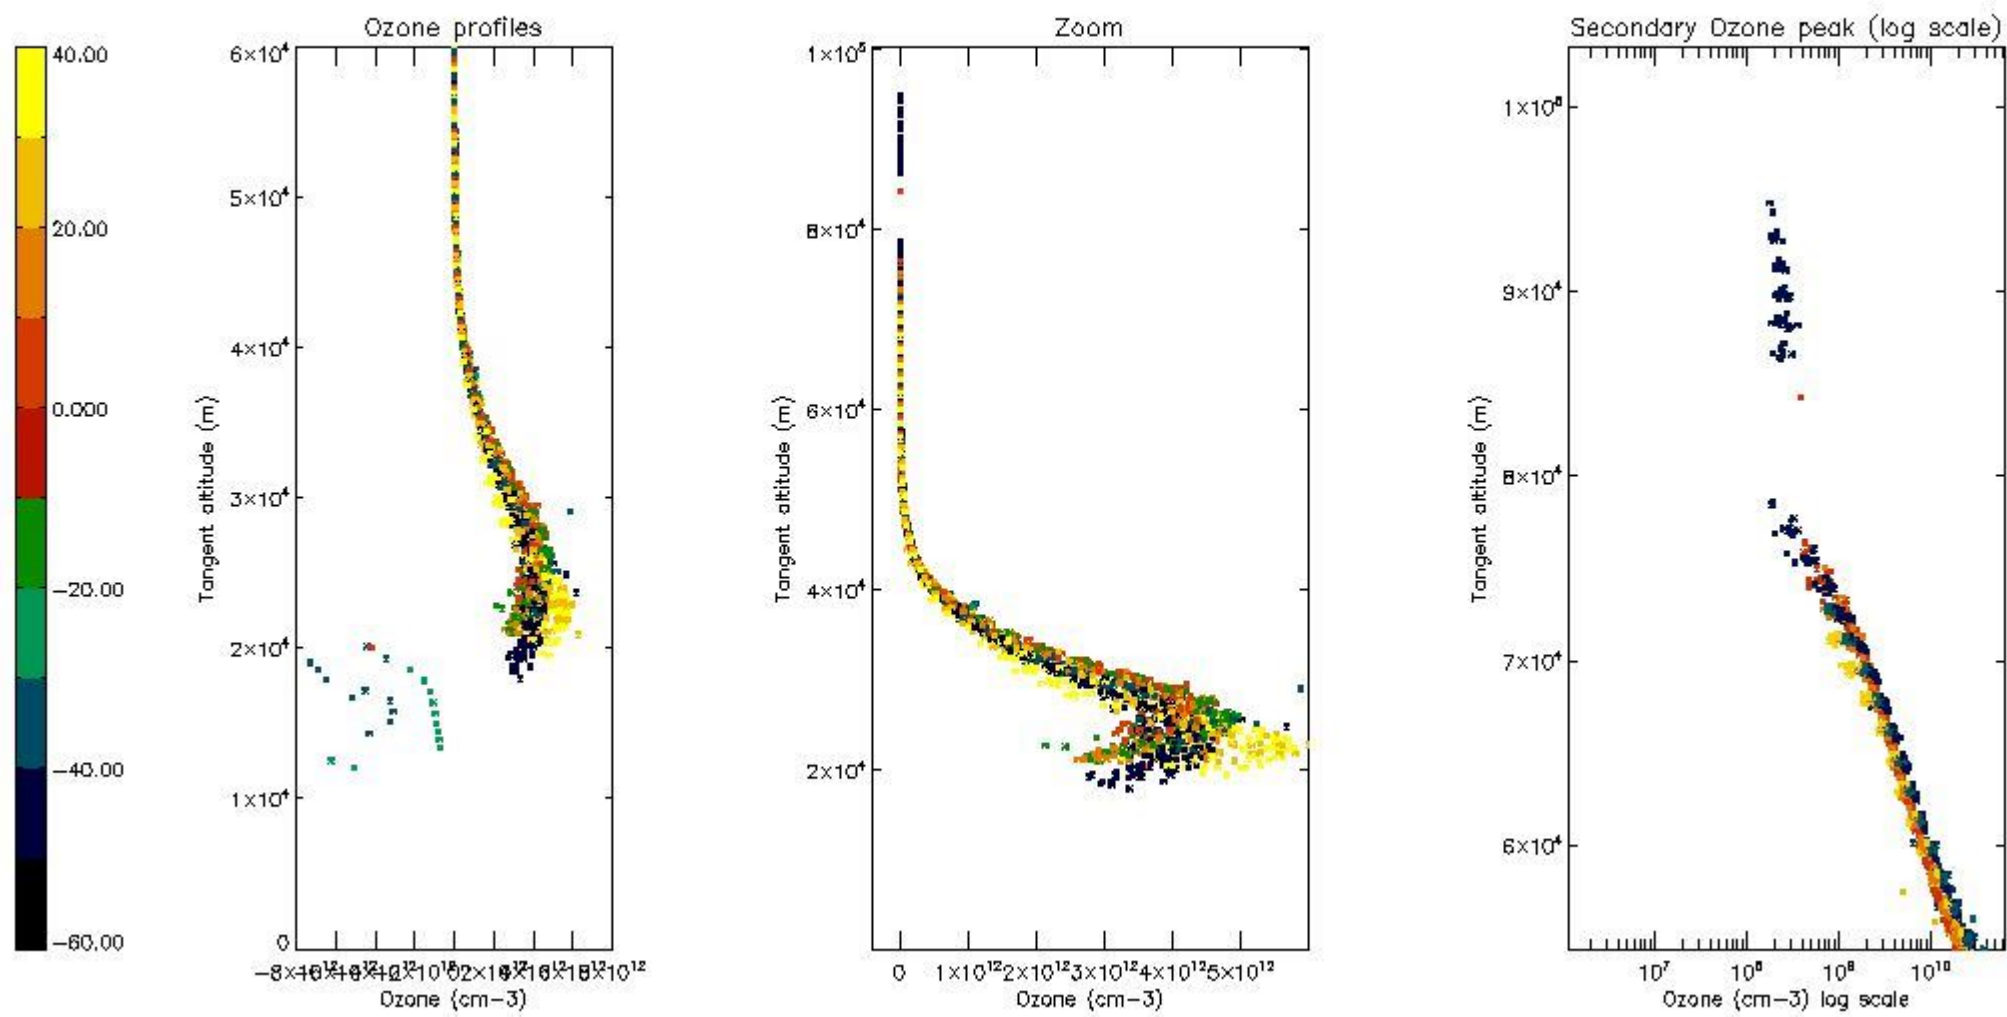 Ozone profiles
Zoom
Secondary Ozone peak (log scale)
40.00
20.00
0.000
-20.00
-40.00
-60.00
6×10⁴
5×10⁴
4×10⁴
3×10⁴
2×10⁴
1×10⁴
0
Tangent altitude (m)
Ozone (cm-3)
1×10⁵
8×10⁴
6×10⁴
4×10⁴
2×10⁴
Tangent altitude (m)
0 1×10¹² 2×10¹² 3×10¹² 4×10¹² 5×10¹²
Ozone (cm-3)
9×10⁴
8×10⁴
7×10⁴
6×10⁴
Tangent altitude (m)
10⁷ 10⁸ 10⁹ 10¹⁰
Ozone (cm-3) log scale